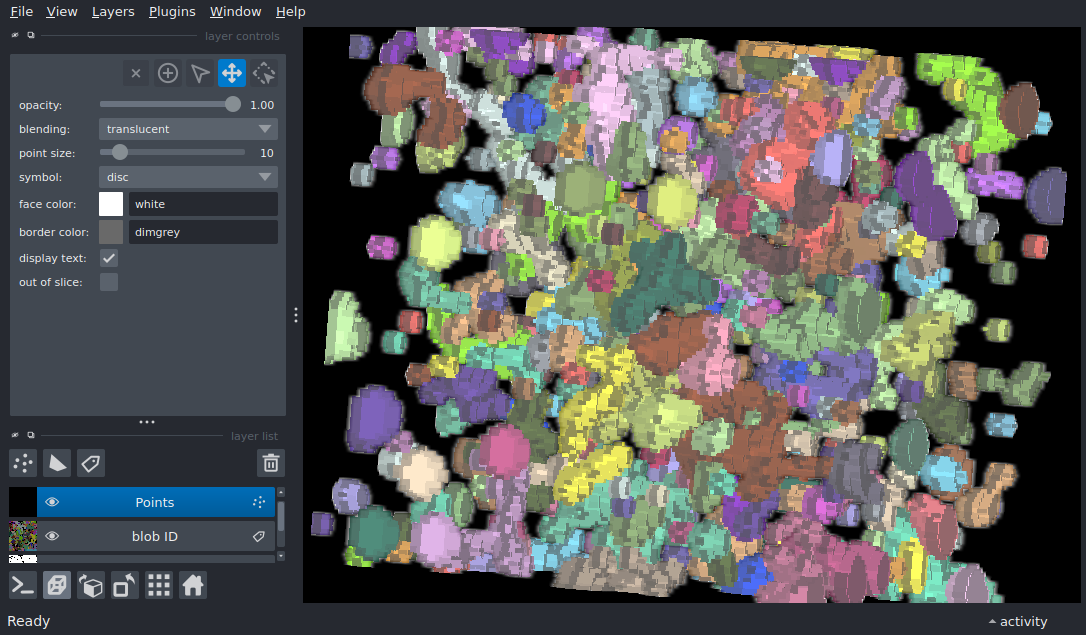 File View Layers Plugins Window Help
layer controls
opacity: 1.00
blending: translucent
point size: 10
symbol: disc
face color: white
border color: dimgrey
display text:
out of slice:
layer list
Points
blob ID
Ready activity